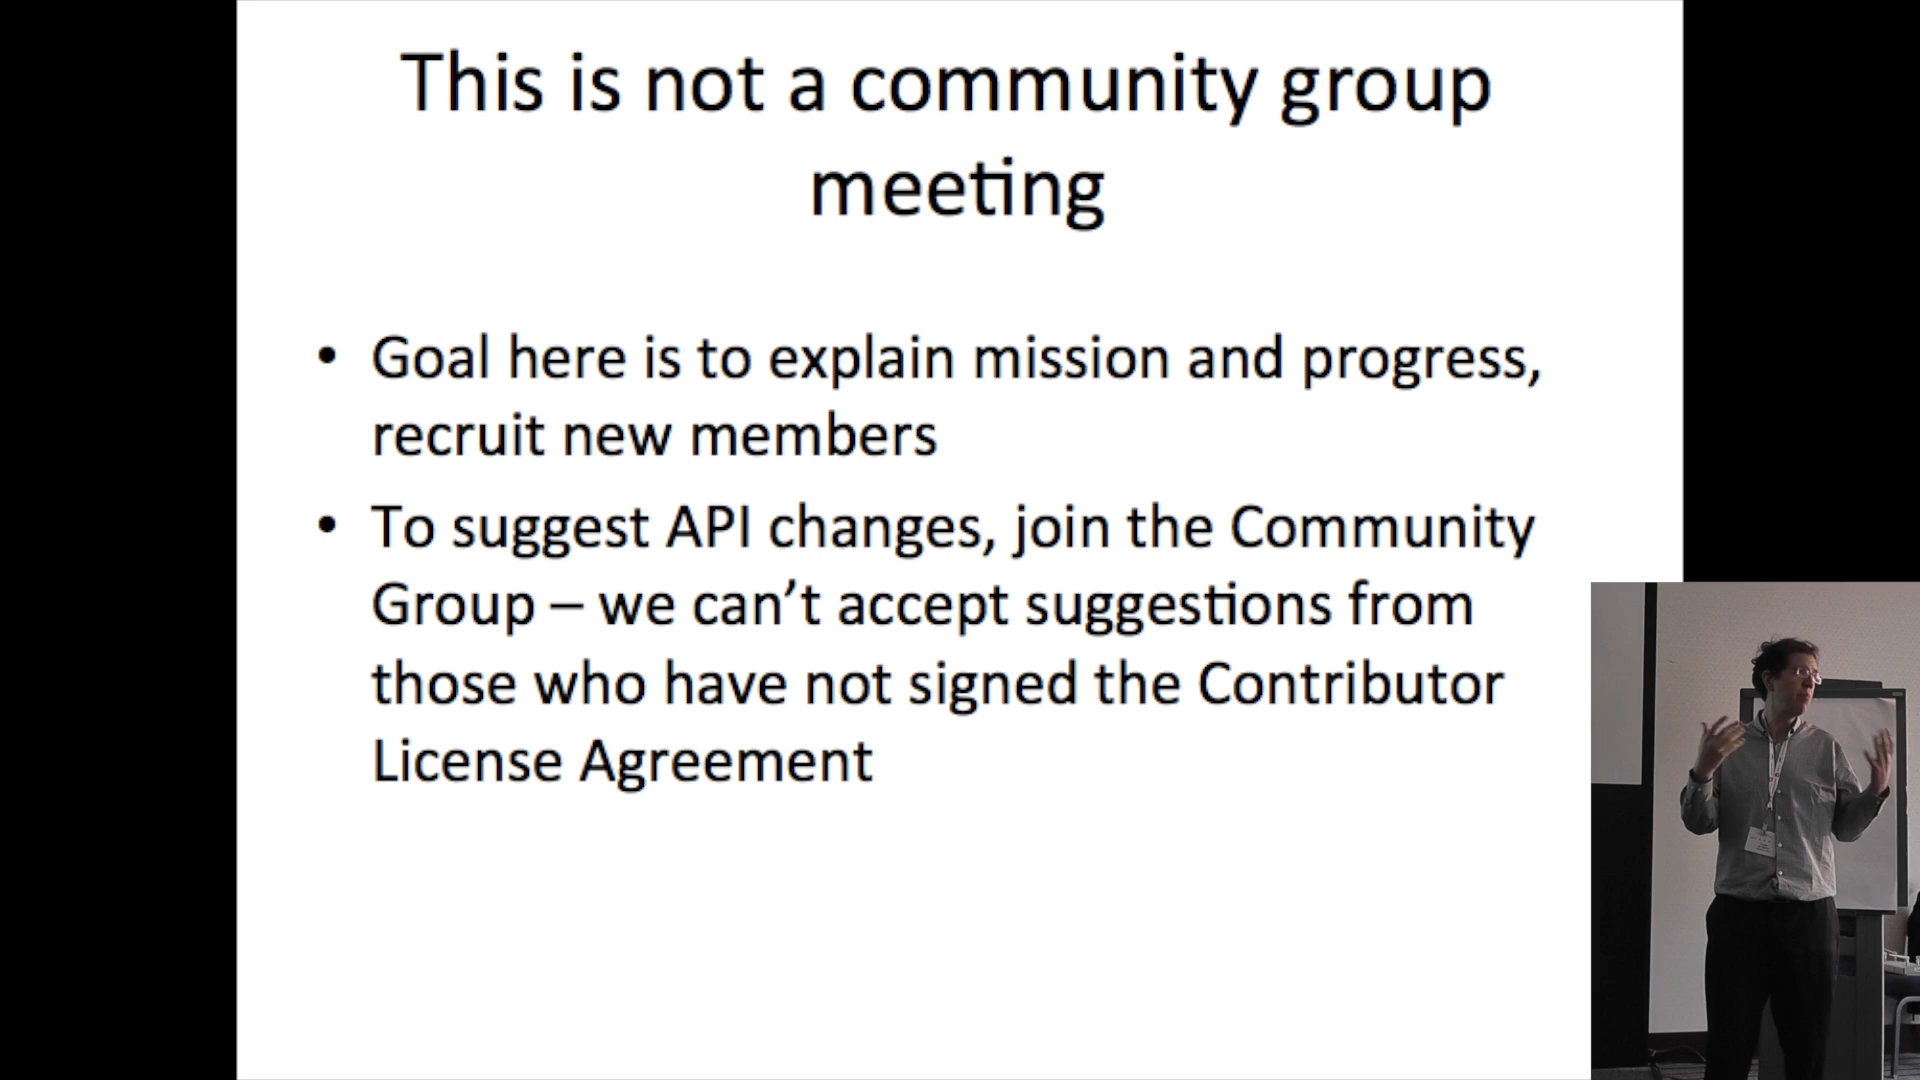 This is not a community group
meeting
• Goal here is to explain mission and progress,
recruit new members
• To suggest API changes, join the Community
Group – we can’t accept suggestions from
those who have not signed the Contributor
License Agreement